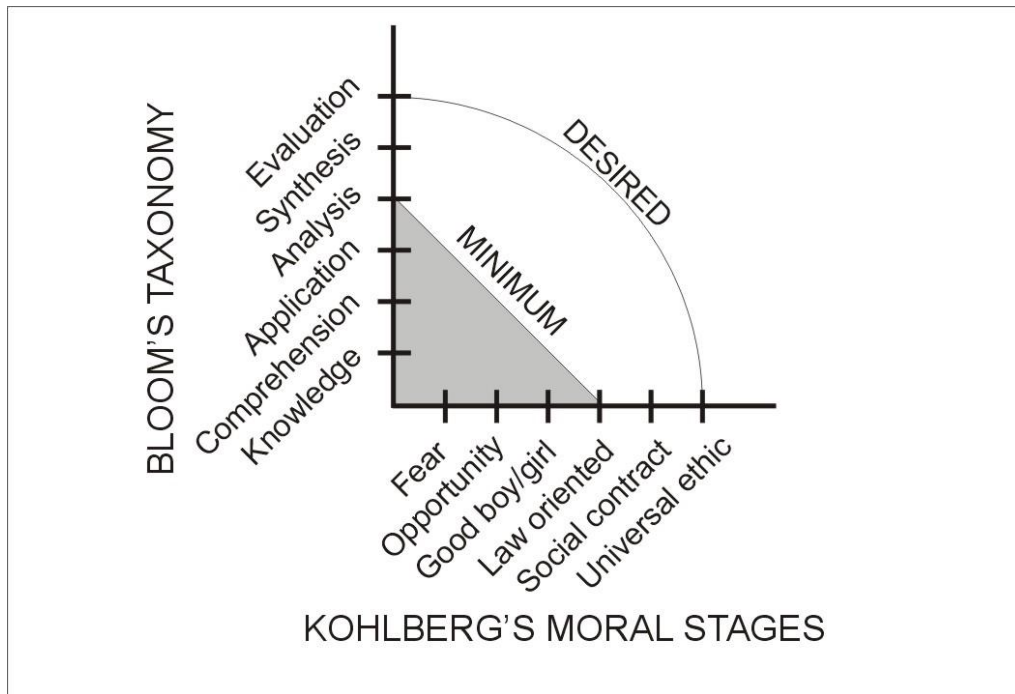 BLOOM'S TAXONOMY
Evaluation
Synthesis
Analysis
Application
Comprehension
Knowledge
DESIRED
MINIMUM
Fear
Opportunity
Good boy/girl
Law oriented
Social contract
Universal ethic
KOHLBERG'S MORAL STAGES